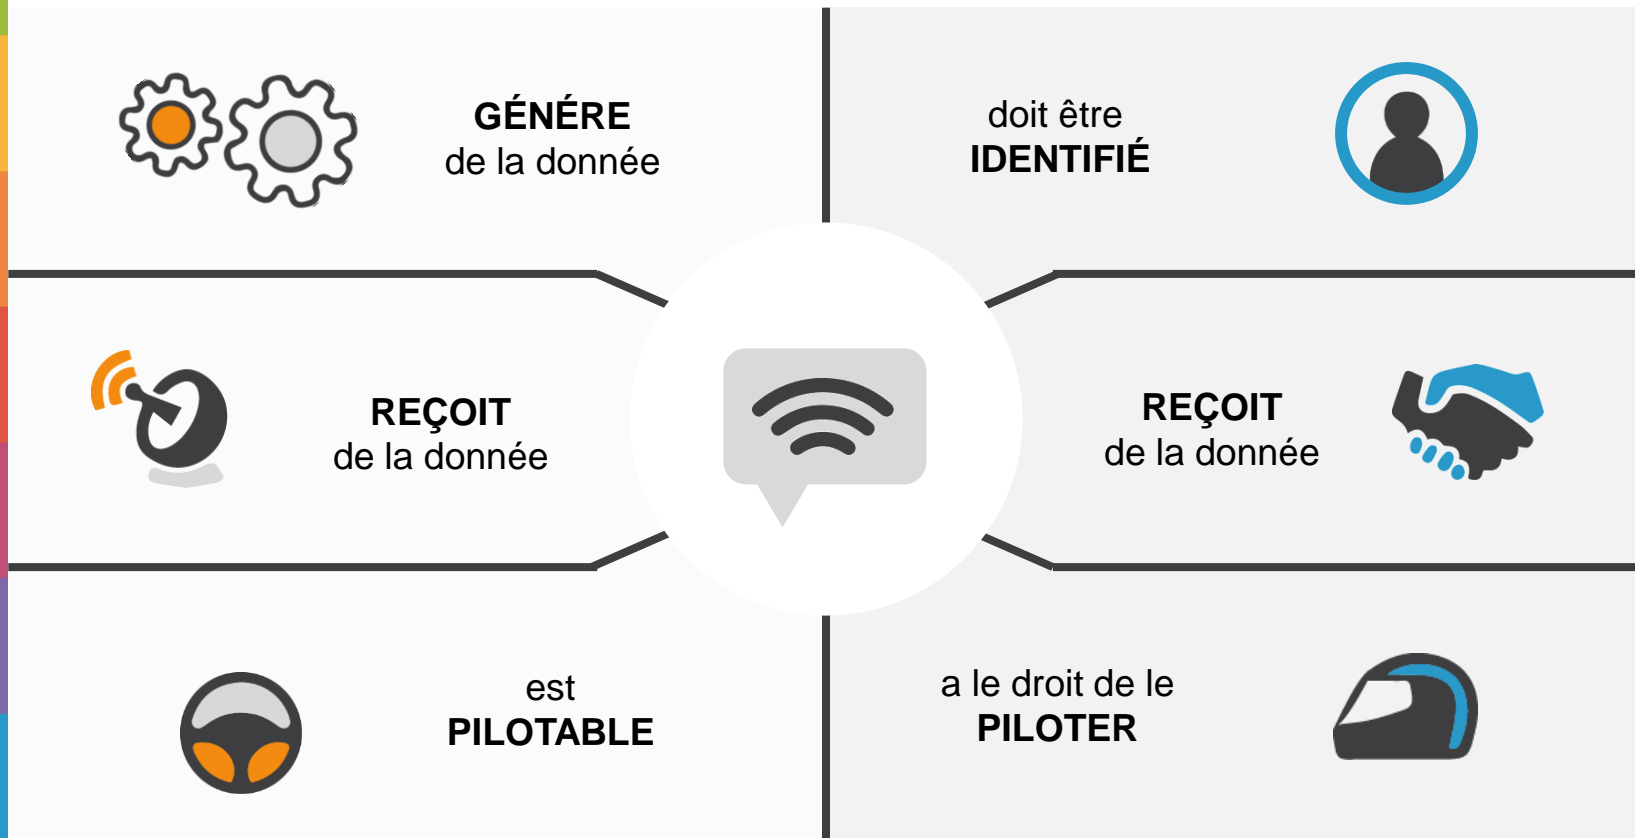 GÉNÉRE
de la donnée
doit être
IDENTIFIÉ
REÇOIT
de la donnée
REÇOIT
de la donnée
est
PILOTABLE
a le droit de le
PILOTER